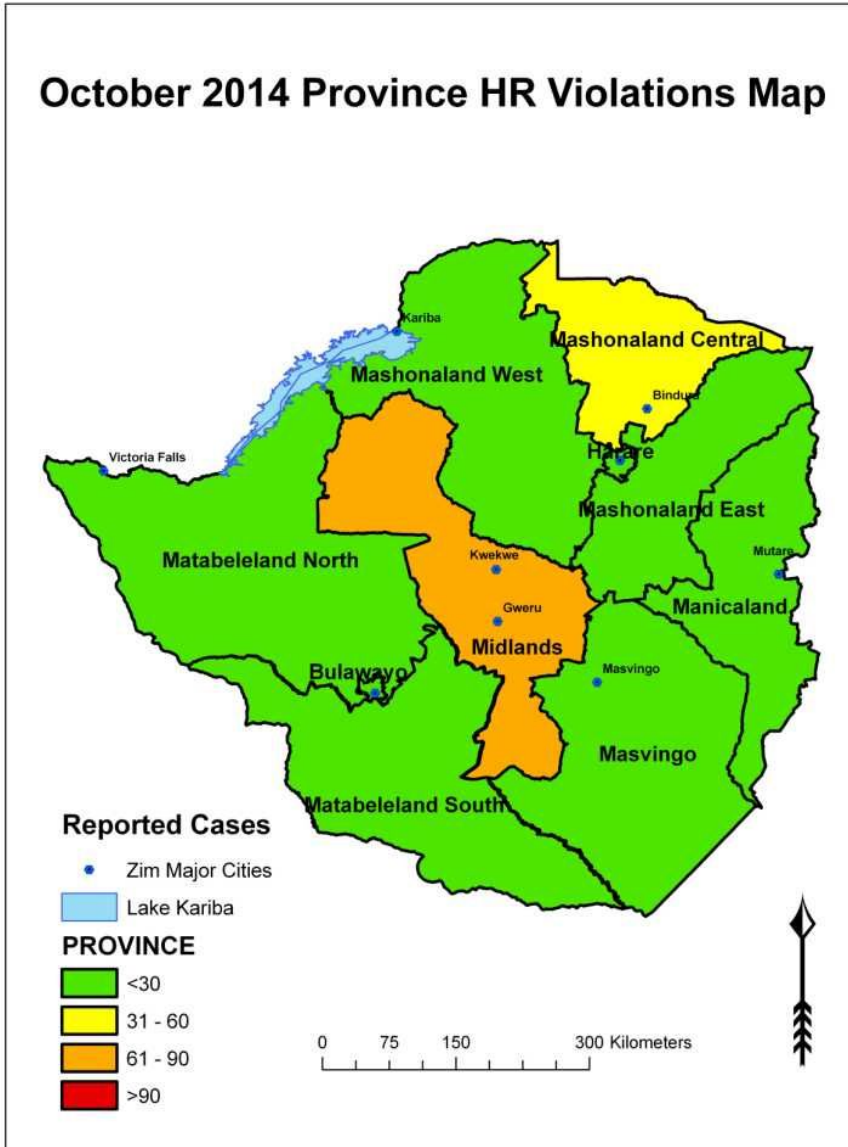 October 2014 Province HR Violations Map
Kariba
Mashonaland Central
Mashonaland West
Bindura
Harare
Victoria Falls
Mashonaland East
Matabeleland North
Kwekwe
Mutare
Manicaland
Gweru
Midlands
Bulawayo
Masvingo
Masvingo
Matabeleland South
Reported Cases
Zim Major Cities
Lake Kariba
PROVINCE
<30
31 - 60
61 - 90
>90
0 75 150 300 Kilometers